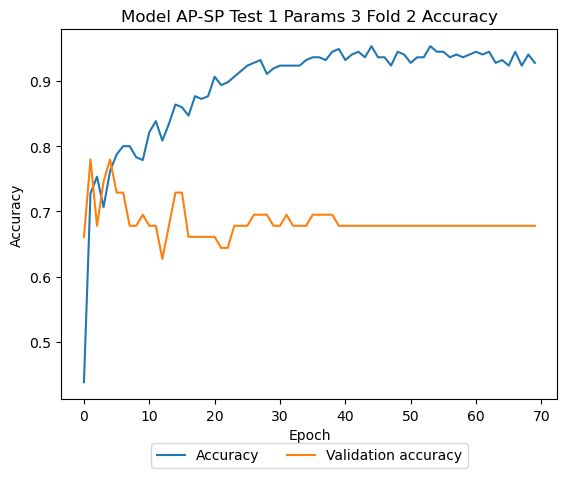 Model AP-SP Test 1 Params 3 Fold 2 Accuracy
Accuracy
0.9
0.8
0.7
0.6
0.5
0 10 20 30 40 50 60 70
Epoch
Accuracy Validation accuracy